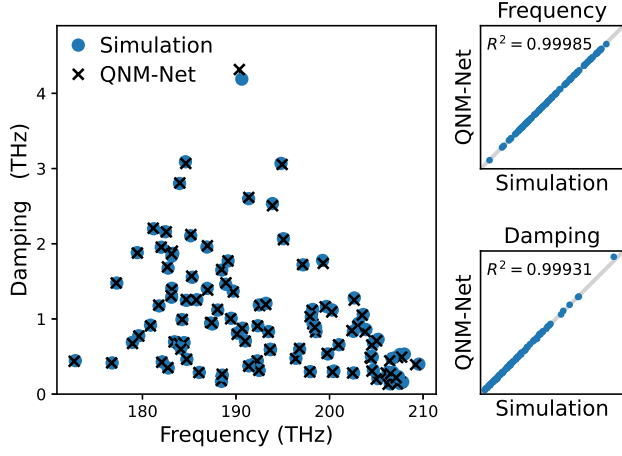 Simulation
QNM-Net
Damping (THz)
4
3
2
1
0
180 190 200 210
Frequency (THz)
Frequency
R² = 0.99985
QNM-Net
Simulation
Damping
R² = 0.99931
QNM-Net
Simulation